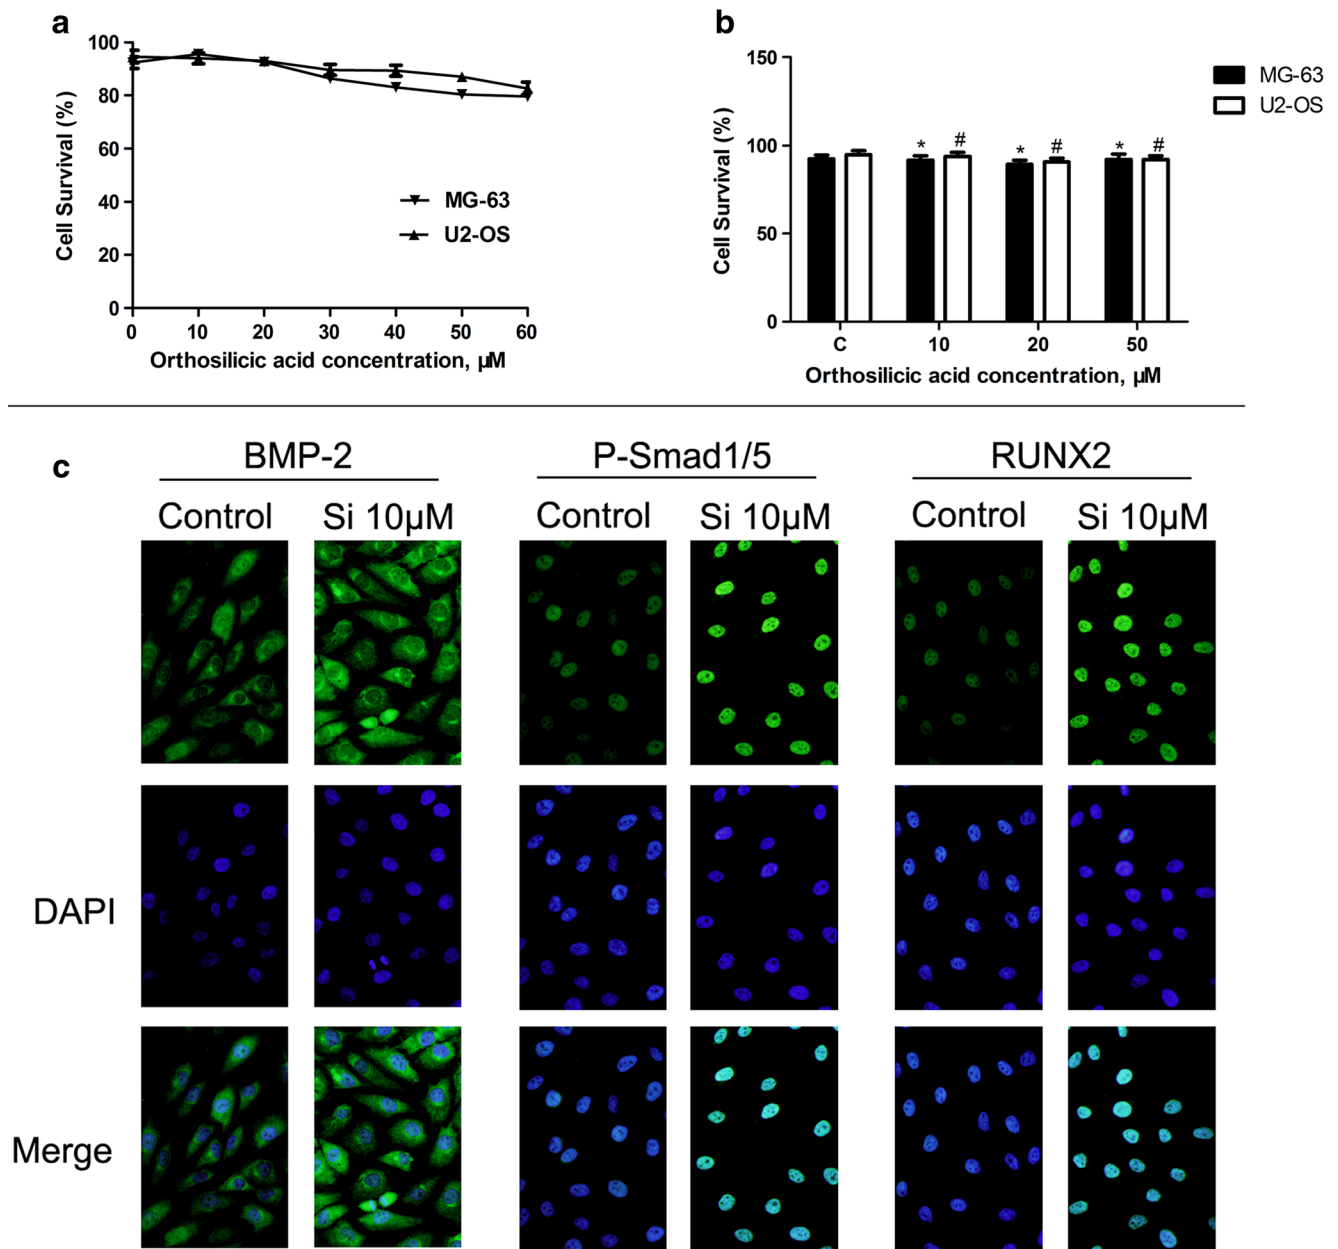 a
100
80
60
40
20
0
Cell Survival (%)
MG-63
U2-OS
0 10 20 30 40 50 60
Orthosilicic acid concentration, µM
b
150
100
50
0
Cell Survival (%)
* # * # * #
MG-63
U2-OS
C 10 20 50
Orthosilicic acid concentration, µM
c
BMP-2 P-Smad1/5 RUNX2
Control Si 10µM Control Si 10µM Control Si 10µM
DAPI
Merge